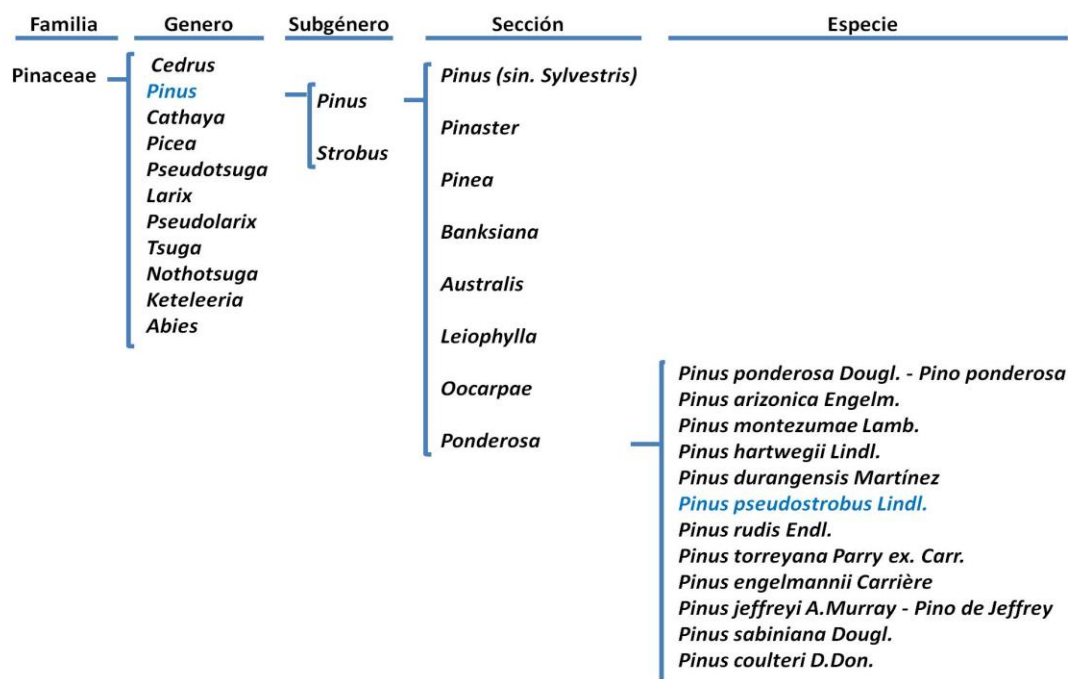 Familia Genero Subgénero Sección Especie
Pinaceae
Cedrus
Pinus
Cathaya
Picea
Pseudotsuga
Larix
Pseudolarix
Tsuga
Nothotsuga
Keteleeria
Abies
Pinus
Strobus
Pinus (sin. Sylvestris)
Pinaster
Pinea
Banksiana
Australis
Leiophylla
Oocarpae
Ponderosa
Pinus ponderosa Dougl. - Pino ponderosa
Pinus arizonica Engelm.
Pinus montezumae Lamb.
Pinus hartwegii Lindl.
Pinus durangensis Martínez
Pinus pseudostrobus Lindl.
Pinus rudis Endl.
Pinus torreyana Parry ex. Carr.
Pinus engelmannii Carrière
Pinus jeffreyi A.Murray - Pino de Jeffrey
Pinus sabiniana Dougl.
Pinus coulteri D.Don.